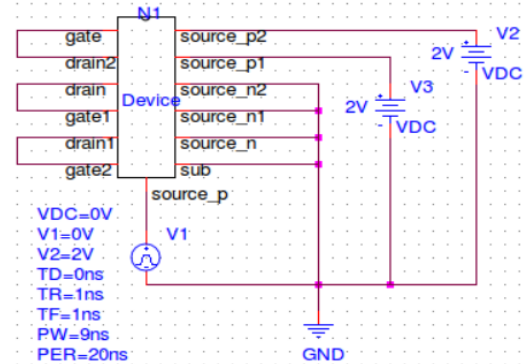 N1
gate
source_p2
V2
drain2
source_p1
2V
VDC
drain
source_n2
V3
Device
2V
gate1
source_n1
VDC
drain1
source_n
gate2
sub
source_p
VDC=0V
V1=0V
V1
V2=2V
TD=0ns
TR=1ns
TF=1ns
PW=9ns
PER=20ns
GND